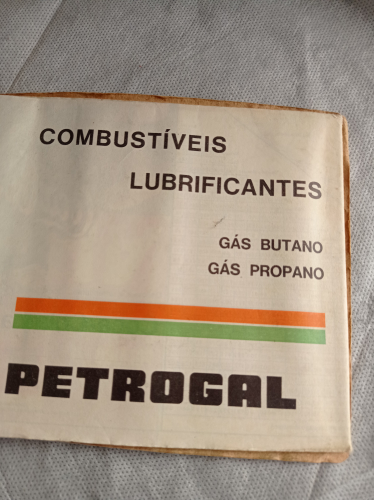 COMBUSTÍVEIS
LUBRIFICANTES
GÁS BUTANO
GÁS PROPANO
PETROGAL